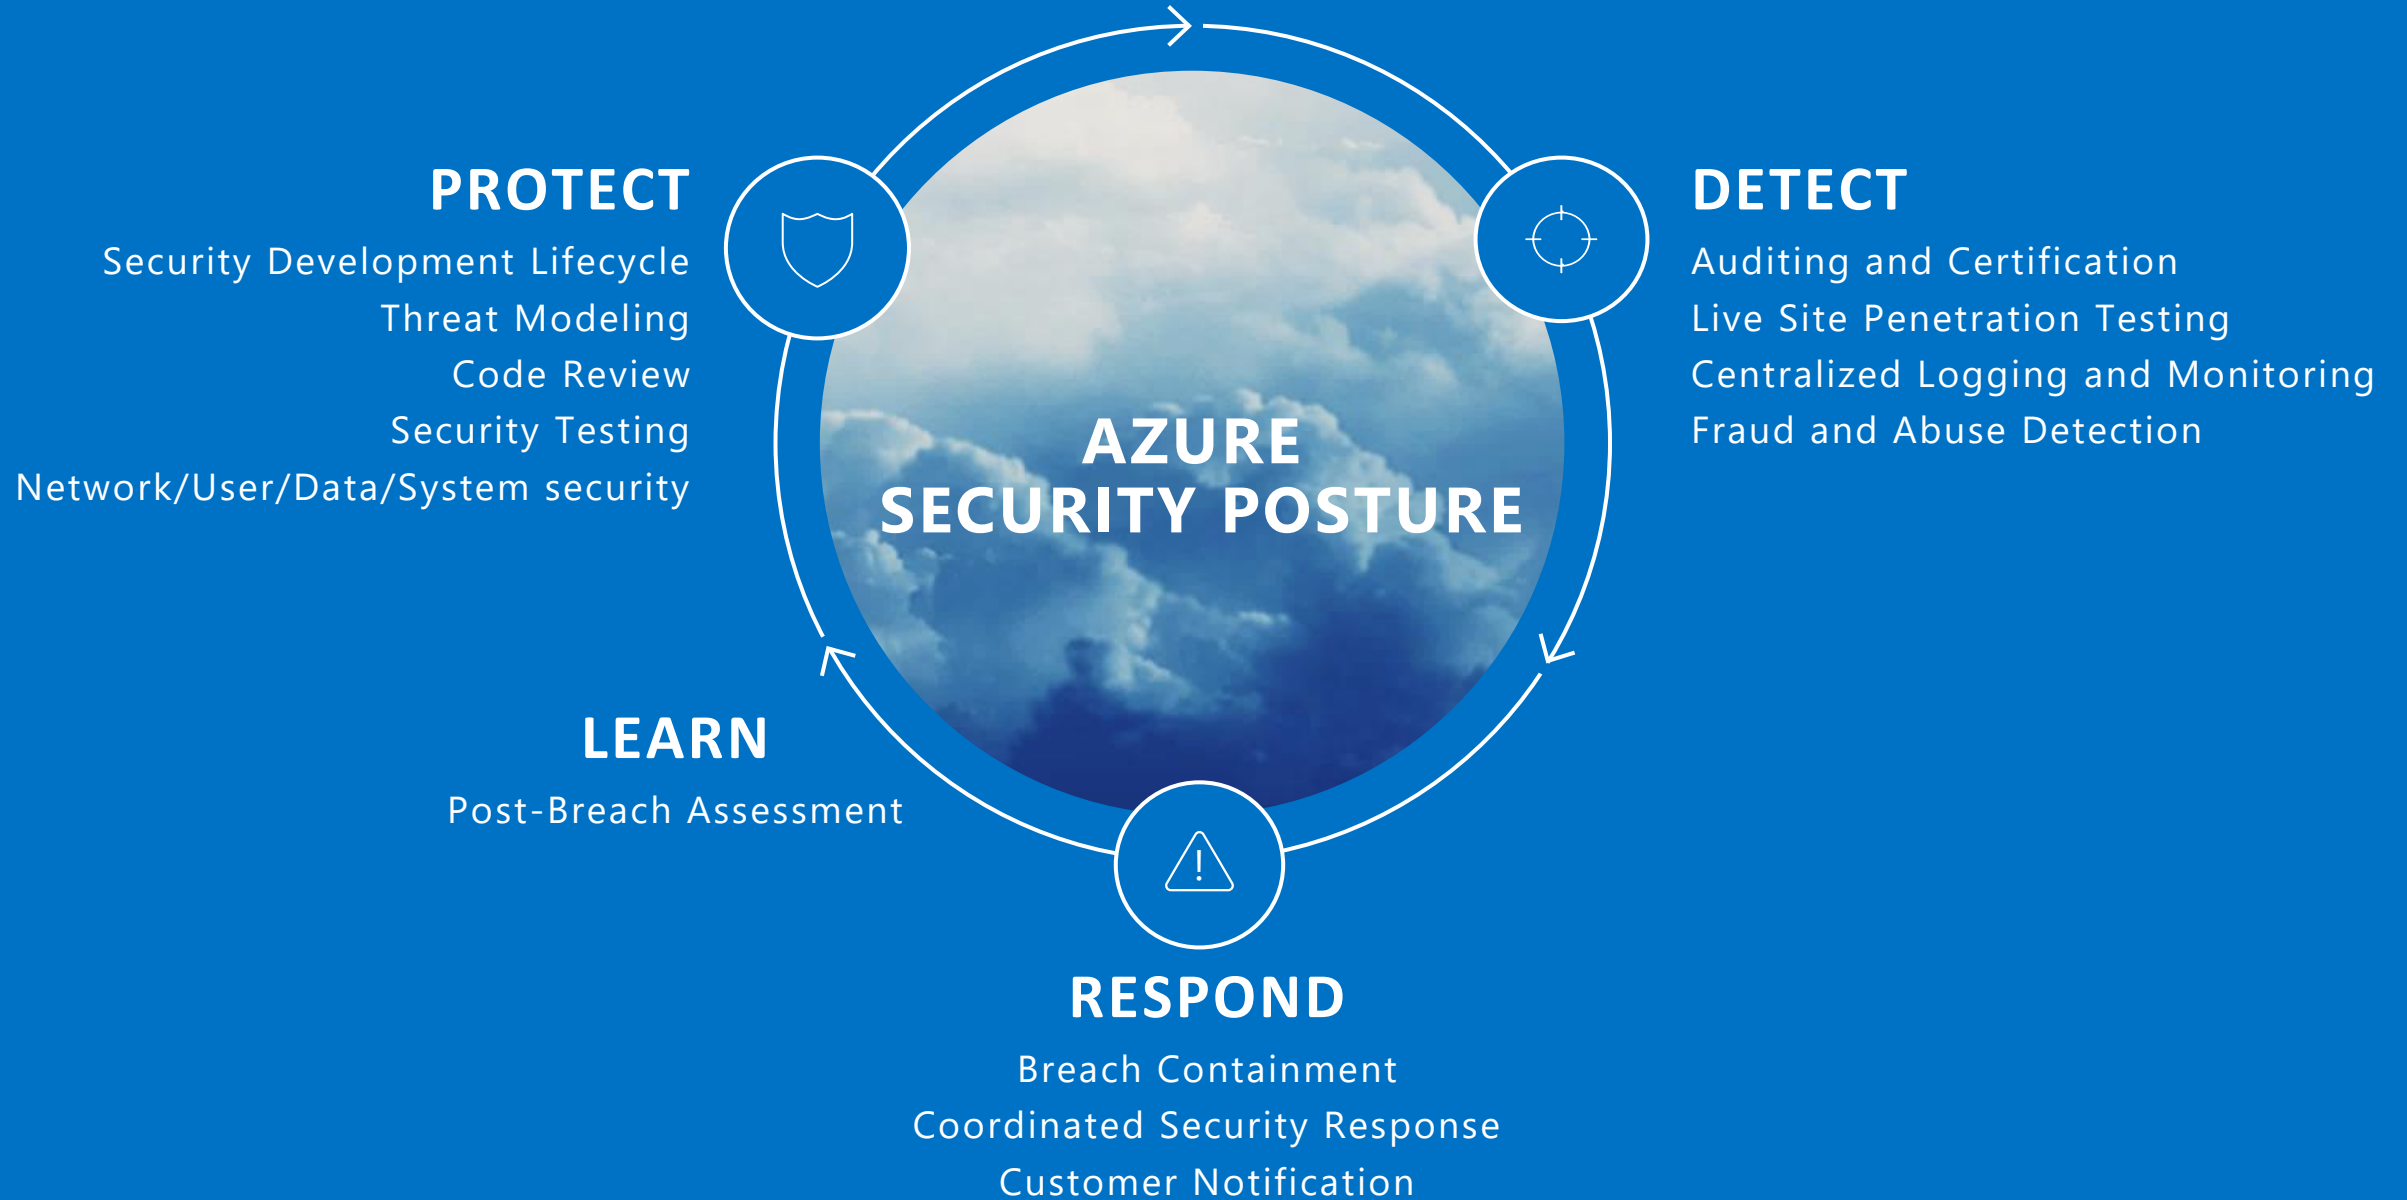 PROTECT
Security Development Lifecycle
Threat Modeling
Code Review
Security Testing
Network/User/Data/System security
DETECT
Auditing and Certification
Live Site Penetration Testing
Centralized Logging and Monitoring
Fraud and Abuse Detection
AZURE
SECURITY POSTURE
LEARN
Post-Breach Assessment
RESPOND
Breach Containment
Coordinated Security Response
Customer Notification